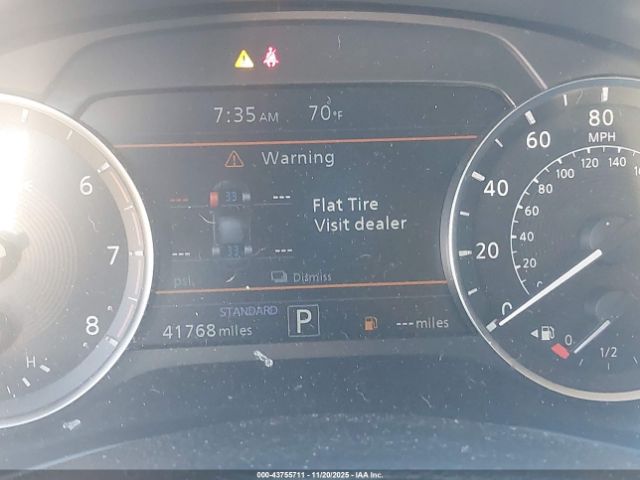 7:35 AM 70°F
Warning
--- 33 ---
Flat Tire
Visit dealer
--- 33 ---
psi Dismiss
STANDARD
41768 miles P --- miles
6
7
8
H
0
20
40
60
80
MPH
0
20
40
60
80
100
120
140
0
1/2
000-43755711 - 11/20/2025 - IAA Inc.